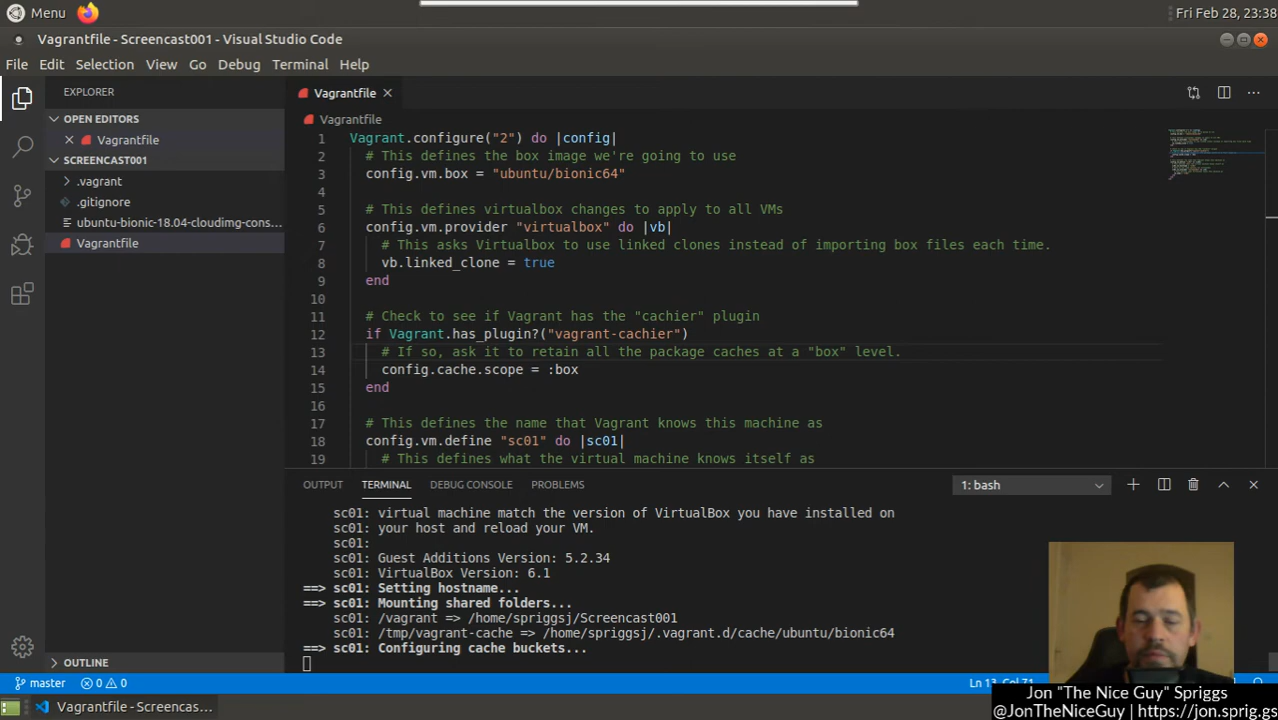 Menu
Fri Feb 28, 23:38
Vagrantfile - Screencast001 - Visual Studio Code
File Edit Selection View Go Debug Terminal Help
EXPLORER
OPEN EDITORS
Vagrantfile
SCREENCAST001
.vagrant
.gitignore
ubuntu-bionic-18.04-cloudimg-cons...
Vagrantfile
OUTLINE
Vagrantfile
Vagrantfile
1 Vagrant.configure("2") do |config|
2 # This defines the box image we're going to use
3 config.vm.box = "ubuntu/bionic64"
4
5 # This defines virtualbox changes to apply to all VMs
6 config.vm.provider "virtualbox" do |vb|
7 # This asks Virtualbox to use linked clones instead of importing box files each time.
8 vb.linked_clone = true
9 end
10
11 # Check to see if Vagrant has the "cachier" plugin
12 if Vagrant.has_plugin?("vagrant-cachier")
13 # If so, ask it to retain all the package caches at a "box" level.
14 config.cache.scope = :box
15 end
16
17 # This defines the name that Vagrant knows this machine as
18 config.vm.define "sc01" do |sc01|
19 # This defines what the virtual machine knows itself as
OUTPUT TERMINAL DEBUG CONSOLE PROBLEMS
1: bash
sc01: virtual machine match the version of VirtualBox you have installed on
sc01: your host and reload your VM.
sc01:
sc01: Guest Additions Version: 5.2.34
sc01: VirtualBox Version: 6.1
==> sc01: Setting hostname...
==> sc01: Mounting shared folders...
sc01: /vagrant => /home/spriggsj/Screencast001
sc01: /tmp/vagrant-cache => /home/spriggsj/.vagrant.d/cache/ubuntu/bionic64
==> sc01: Configuring cache buckets...
master 0 0
Ln 13, Col 71
Vagrantfile - Screencas...
Jon "The Nice Guy" Spriggs
@JonTheNiceGuy | https://jon.sprig.gs